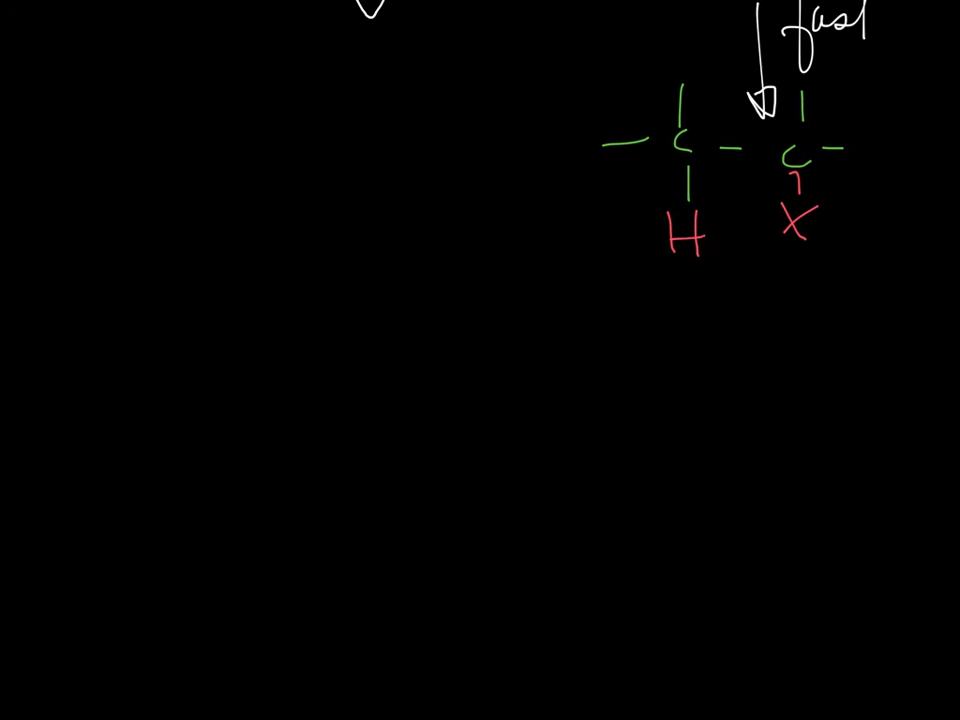 fast
— C — C —
H X